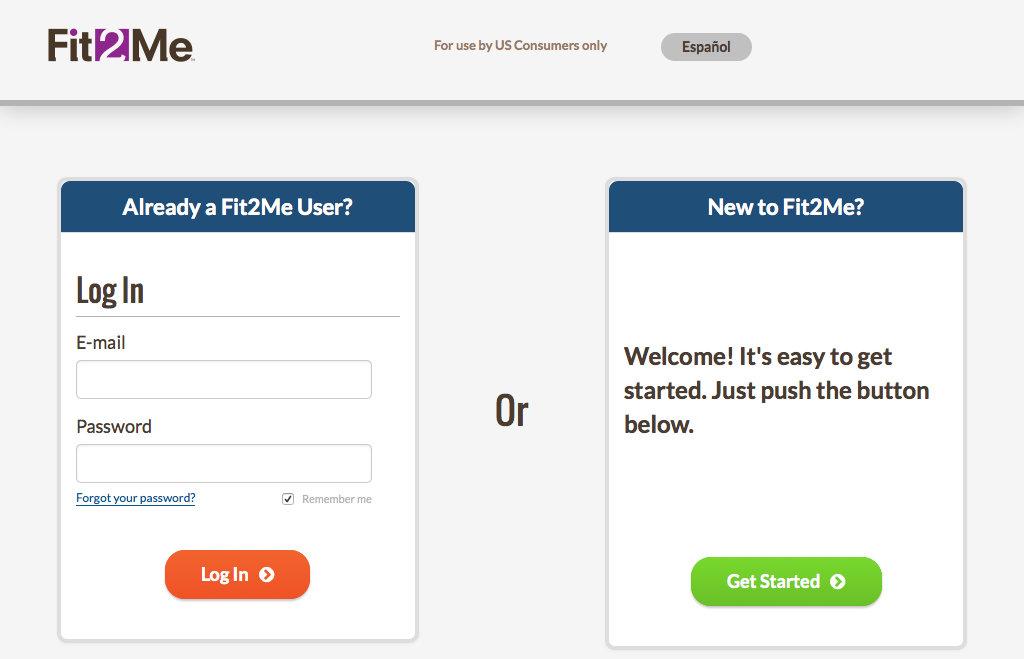 Fit2Me
For use by US Consumers only
Español
Already a Fit2Me User?
Log In
E-mail
Password
Forgot your password?
Remember me
Log In
Or
New to Fit2Me?
Welcome! It's easy to get
started. Just push the button
below.
Get Started